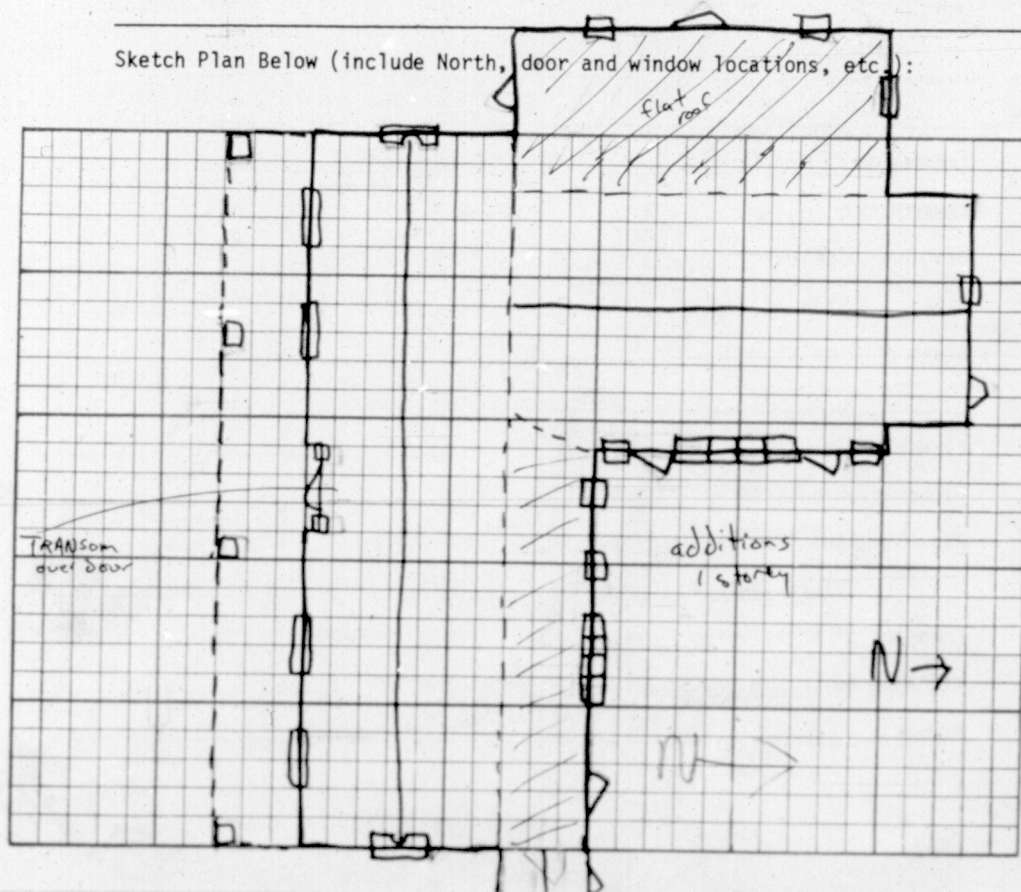 Sketch Plan Below (include North, door and window locations, etc.):
flat
roof
TRANSOM
over door
additions
1 storey
N
N